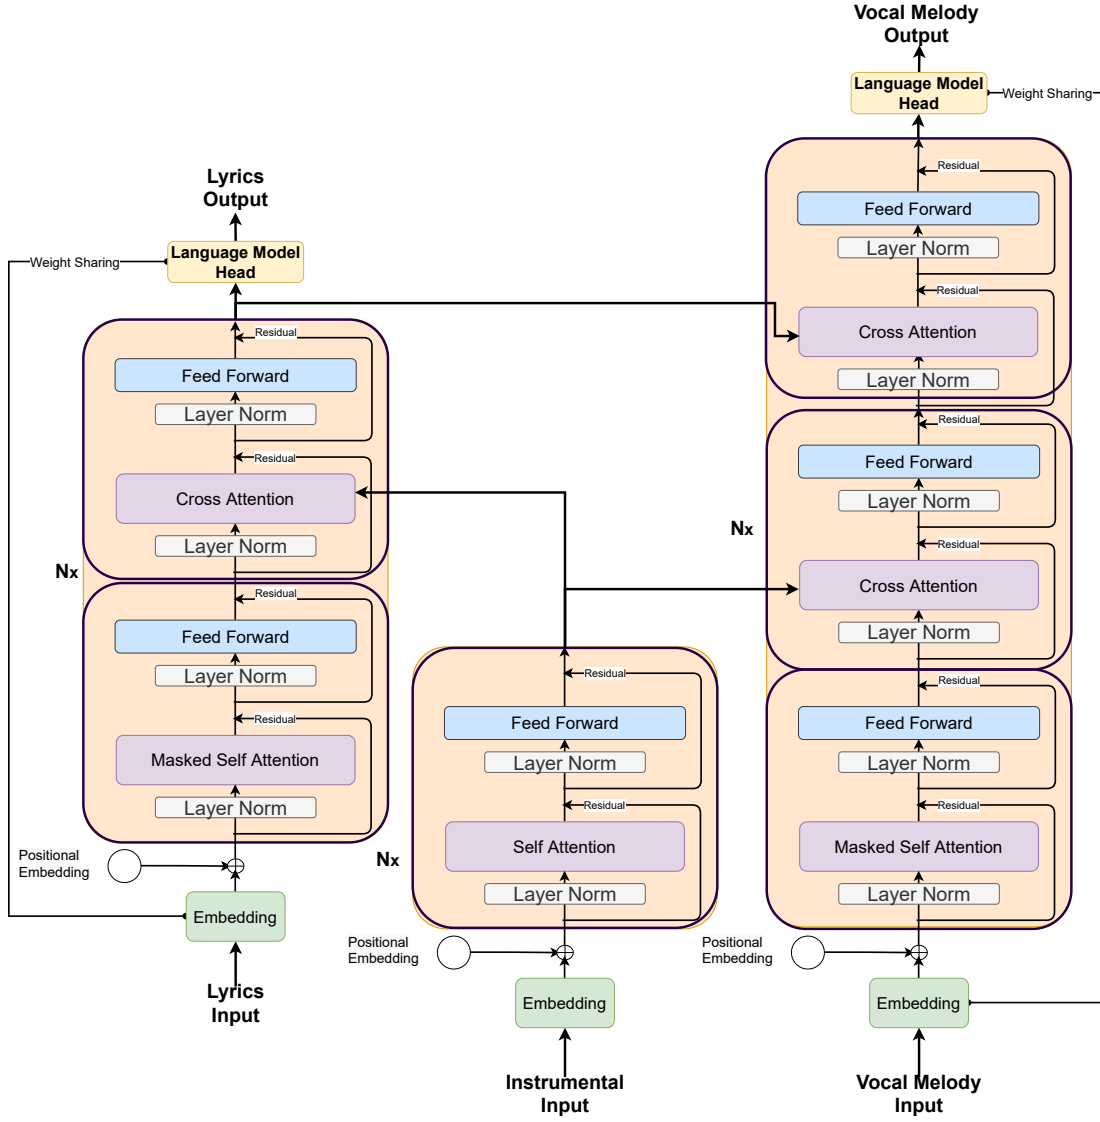 Vocal Melody
Output
Language Model
Head
Weight Sharing
Residual
Feed Forward
Layer Norm
Residual
Cross Attention
Layer Norm
Residual
Feed Forward
Layer Norm
Nx
Residual
Cross Attention
Layer Norm
Residual
Feed Forward
Layer Norm
Residual
Masked Self Attention
Layer Norm
Positional
Embedding
Embedding
Vocal Melody
Input
Lyrics
Output
Language Model
Head
Weight Sharing
Residual
Feed Forward
Layer Norm
Residual
Cross Attention
Layer Norm
Nx
Residual
Feed Forward
Layer Norm
Residual
Masked Self Attention
Layer Norm
Positional
Embedding
Embedding
Lyrics
Input
Residual
Feed Forward
Layer Norm
Residual
Self Attention
Nx
Layer Norm
Positional
Embedding
Embedding
Instrumental
Input